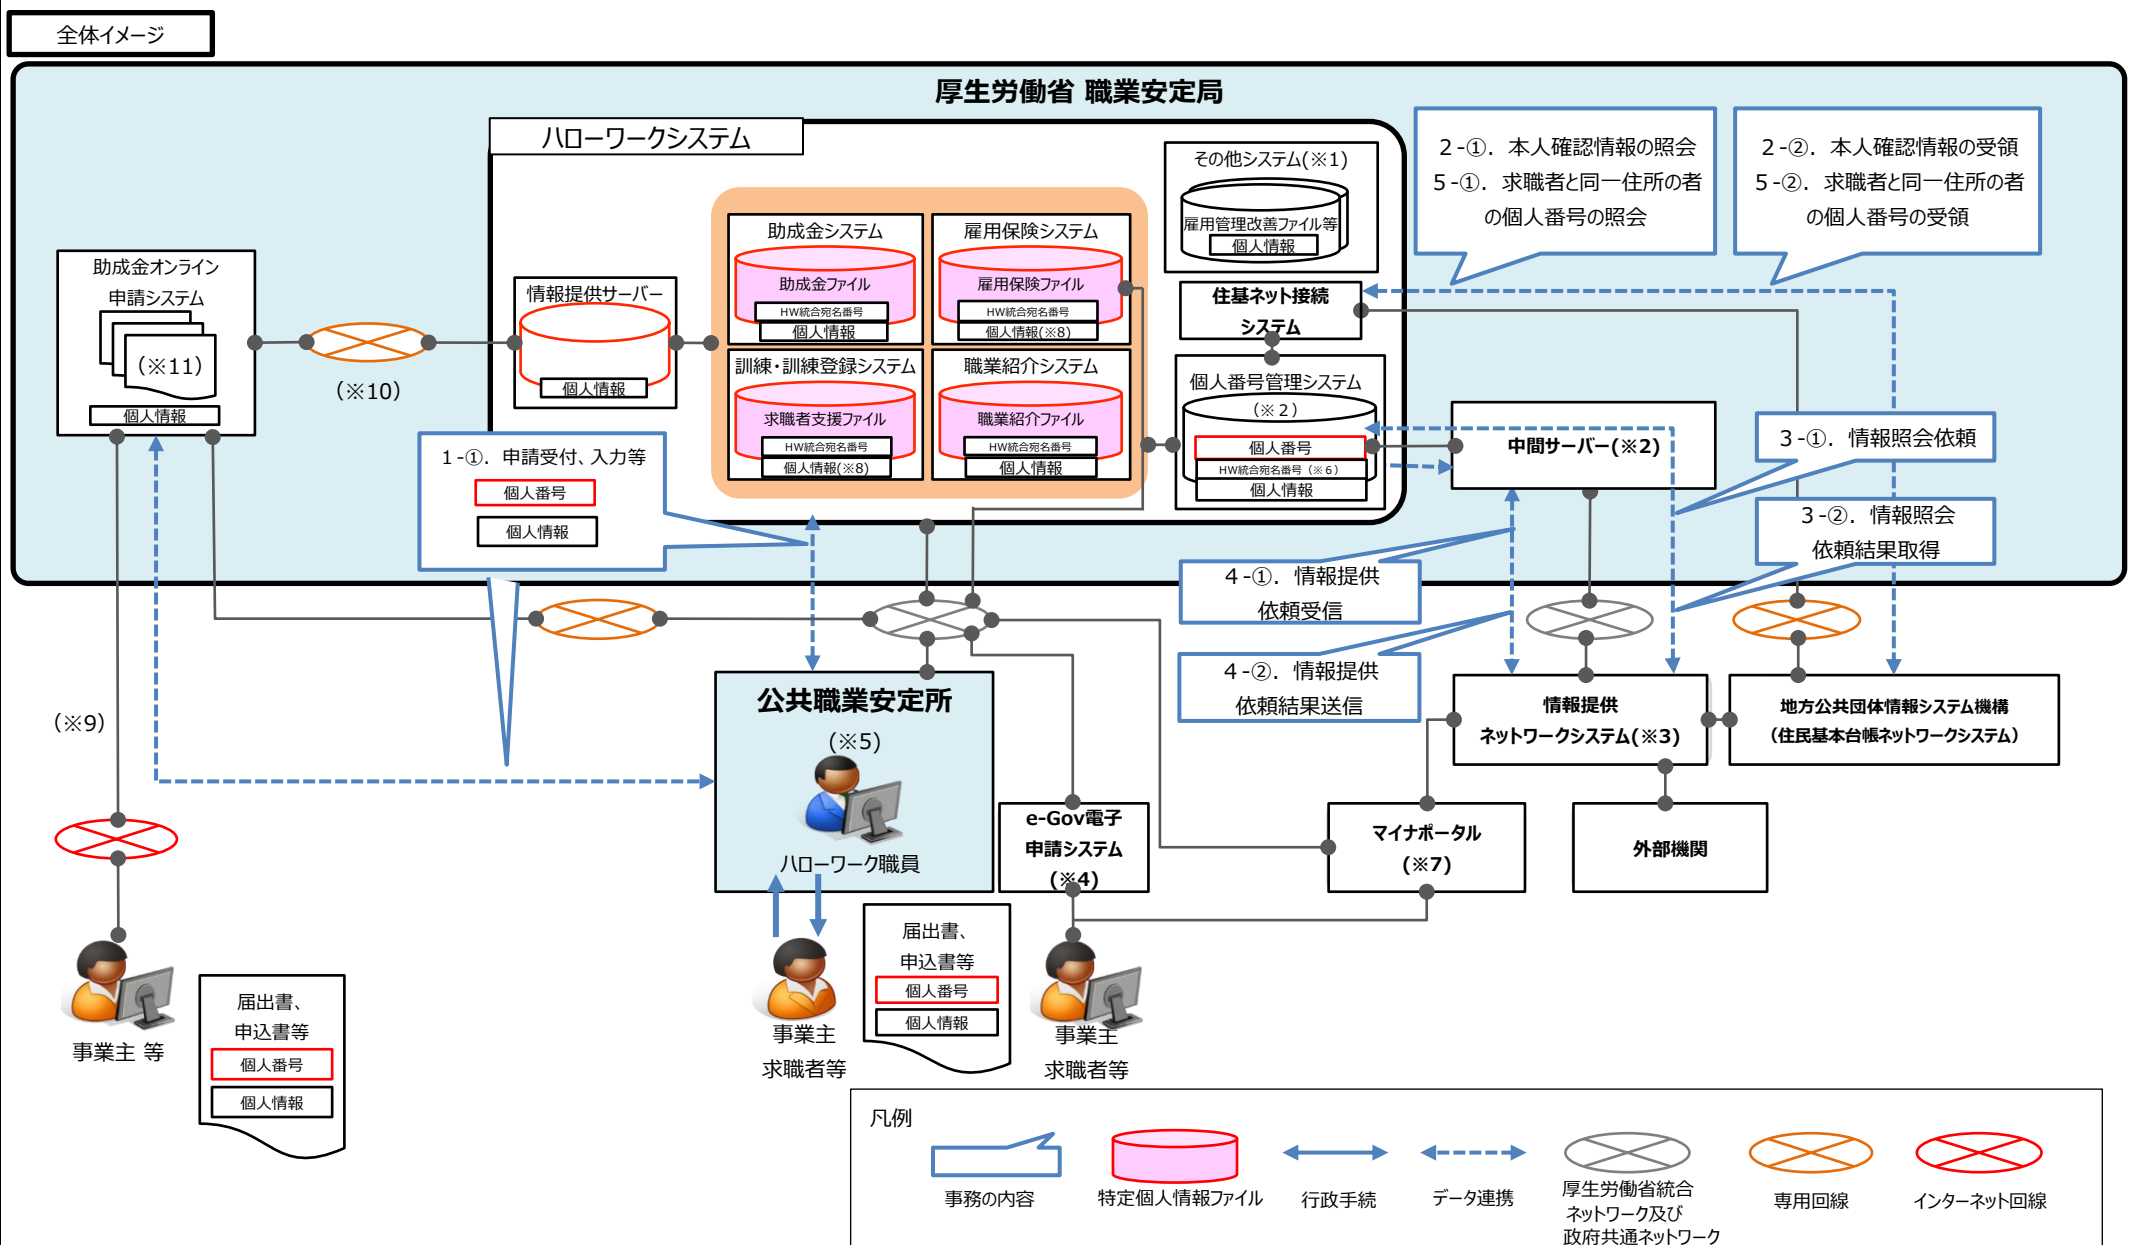 全体イメージ
厚生労働省 職業安定局
ハローワークシステム
その他システム(※1)
雇用管理改善ファイル等
個人情報
2-①．本人確認情報の照会
5-①．求職者と同一住所の者
の個人番号の照会
2-②．本人確認情報の受領
5-②．求職者と同一住所の者
の個人番号の受領
助成金オンライン
申請システム
(※11)
個人情報
(※10)
情報提供サーバー
個人情報
助成金システム
助成金ファイル
HW統合宛名番号
個人情報
雇用保険システム
雇用保険ファイル
HW統合宛名番号
個人情報(※8)
訓練・訓練登録システム
求職者支援ファイル
HW統合宛名番号
個人情報(※8)
職業紹介システム
職業紹介ファイル
HW統合宛名番号
個人情報
住基ネット接続
システム
個人番号管理システム
(※2)
個人番号
HW統合宛名番号（※6）
個人情報
中間サーバー(※2)
3-①．情報照会依頼
3-②．情報照会
依頼結果取得
1-①．申請受付、入力等
個人番号
個人情報
4-①．情報提供
依頼受信
4-②．情報提供
依頼結果送信
(※9)
公共職業安定所
(※5)
ハローワーク職員
情報提供
ネットワークシステム(※3)
地方公共団体情報システム機構
（住民基本台帳ネットワークシステム）
e-Gov電子
申請システム
(※4)
マイナポータル
(※7)
外部機関
事業主 等
届出書、
申込書等
個人番号
個人情報
事業主
求職者等
届出書、
申込書等
個人番号
個人情報
事業主
求職者等
凡例
事務の内容
特定個人情報ファイル
行政手続
データ連携
厚生労働省統合
ネットワーク及び
政府共通ネットワーク
専用回線
インターネット回線